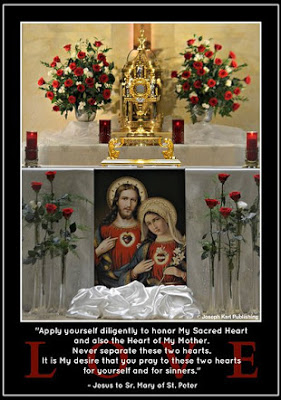 Joseph Karl Publishing
"Apply yourself diligently to honor My Sacred Heart
and also the Heart of My Mother.
Never separate these two hearts.
It is My desire that you pray to these two hearts
for yourself and for sinners."
LOVE
- Jesus to Sr. Mary of St. Peter